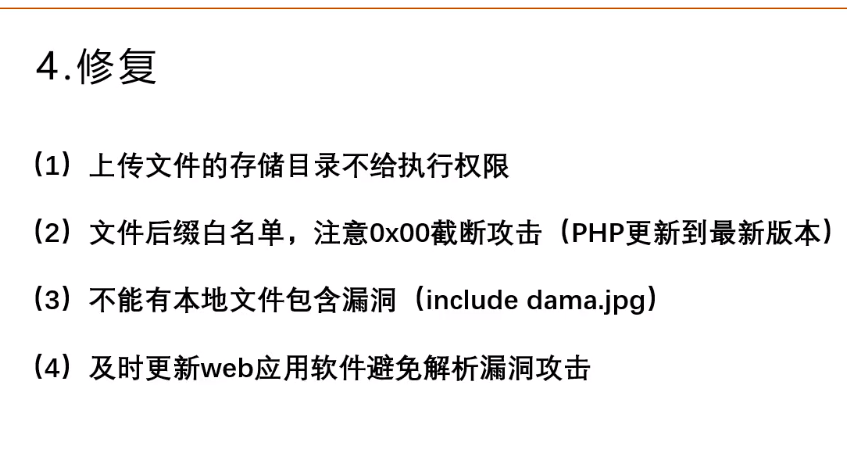 4.修复
（1）上传文件的存储目录不给执行权限
（2）文件后缀白名单，注意0x00截断攻击（PHP更新到最新版本）
（3）不能有本地文件包含漏洞（include dama.jpg）
（4）及时更新web应用软件避免解析漏洞攻击